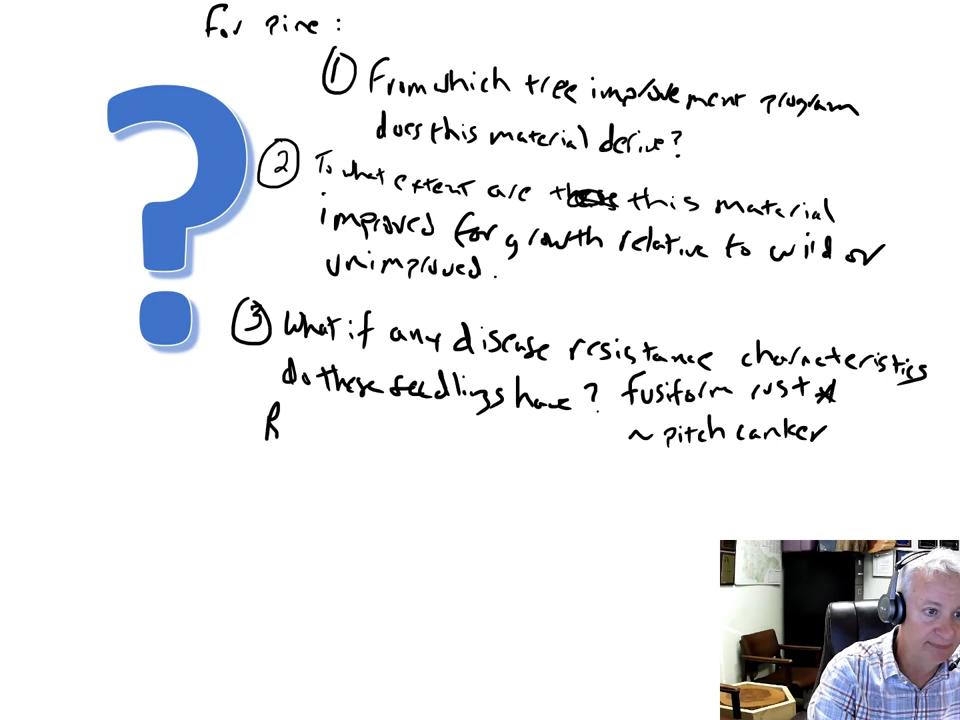 For pine :
① From which tree improvement program
does this material derive?
② To what extent are this material
improved for growth relative to wild or
unimproved.
③ What if any disease resistance characteristics
do these seedlings have? fusiform rust *
R ~ pitch canker